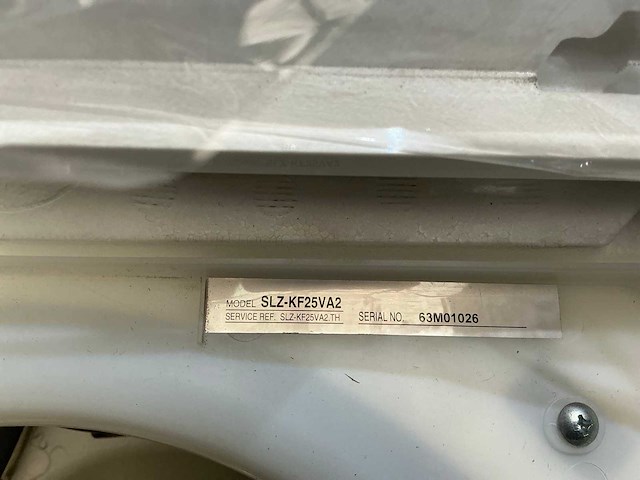 MODEL SLZ-KF25VA2
SERVICE REF. SLZ-KF25VA2.TH SERIAL NO. 63M01026